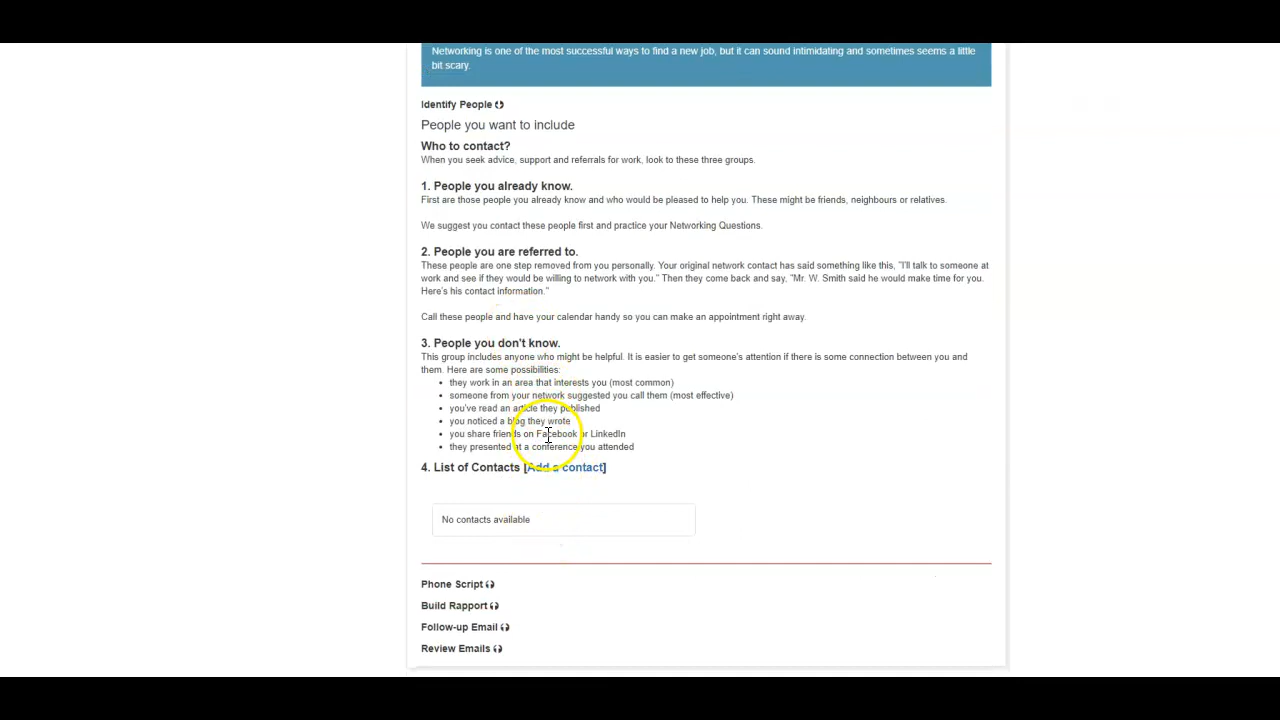 Networking is one of the most successful ways to find a new job, but it can sound intimidating and sometimes seems a little
bit scary.
Identify People
People you want to include
Who to contact?
When you seek advice, support and referrals for work, look to these three groups.
1. People you already know.
First are those people you already know and who would be pleased to help you. These might be friends, neighbours or relatives.
We suggest you contact these people first and practice your Networking Questions.
2. People you are referred to.
These people are one step removed from you personally. Your original network contact has said something like this, "I'll talk to someone at
work and see if they would be willing to network with you." Then they come back and say, "Mr. W. Smith said he would make time for you.
Here's his contact information."
Call these people and have your calendar handy so you can make an appointment right away.
3. People you don't know.
This group includes anyone who might be helpful. It is easier to get someone's attention if there is some connection between you and
them. Here are some possibilities:
• they work in an area that interests you (most common)
• someone from your network suggested you call them (most effective)
• you've read an article they published
• you noticed a blog they wrote
• you share friends on Facebook or LinkedIn
• they presented at a conference you attended
4. List of Contacts [Add a contact]
No contacts available
Phone Script
Build Rapport
Follow-up Email
Review Emails